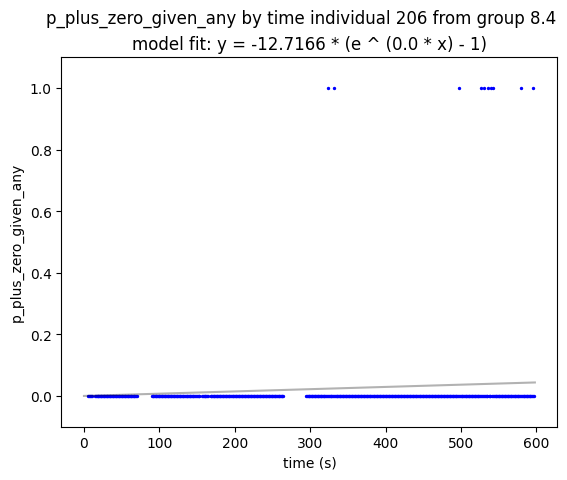 p_plus_zero_given_any by time individual 206 from group 8.4
model fit: y = -12.7166 * (e ^ (0.0 * x) - 1)
p_plus_zero_given_any
1.0
0.8
0.6
0.4
0.2
0.0
0 100 200 300 400 500 600
time (s)